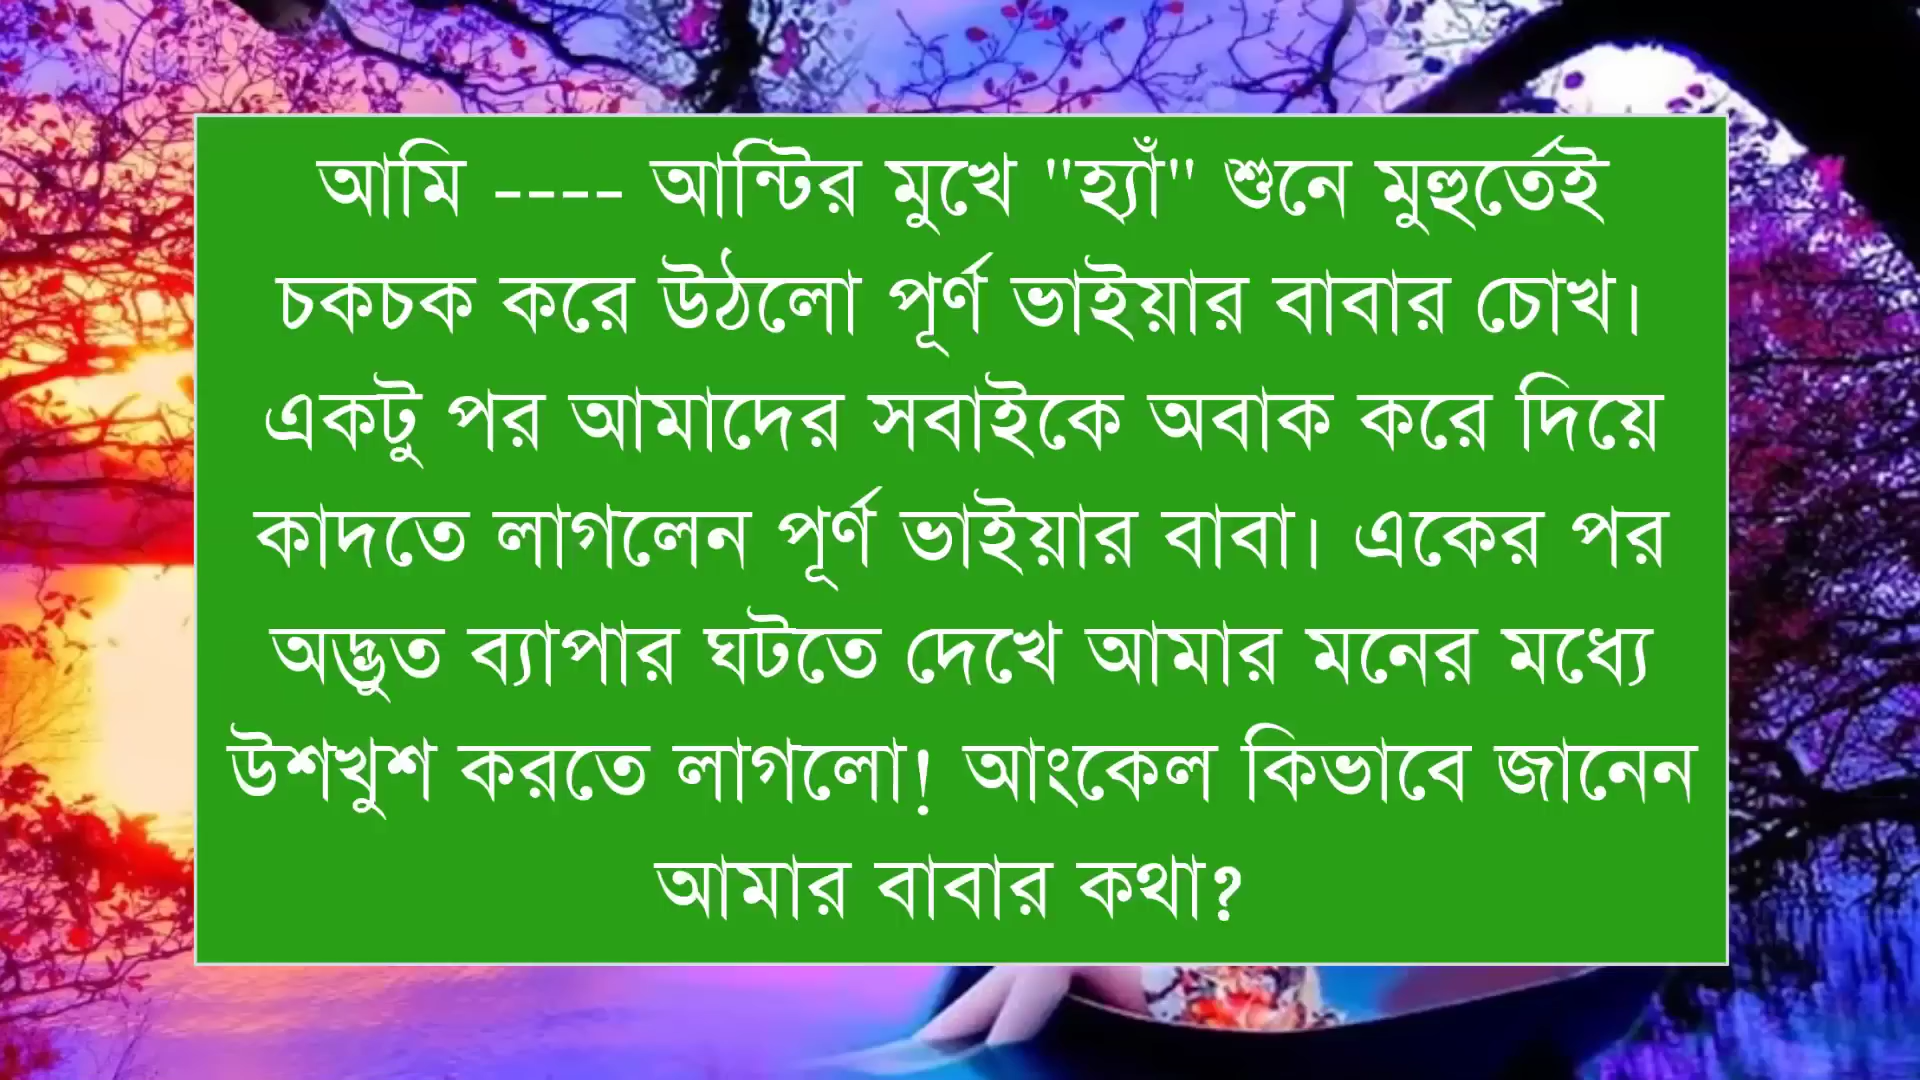 আমি ---- আন্টির মুখে "হ্যাঁ" শুনে মুহুর্তেই
চকচক করে উঠলো পূর্ণ ভাইয়ার বাবার চোখ।
একটু পর আমাদের সবাইকে অবাক করে দিয়ে
কাদতে লাগলেন পূর্ণ ভাইয়ার বাবা। একের পর
অদ্ভুত ব্যাপার ঘটতে দেখে আমার মনের মধ্যে
উশখুশ করতে লাগলো! আংকেল কিভাবে জানেন
আমার বাবার কথা?